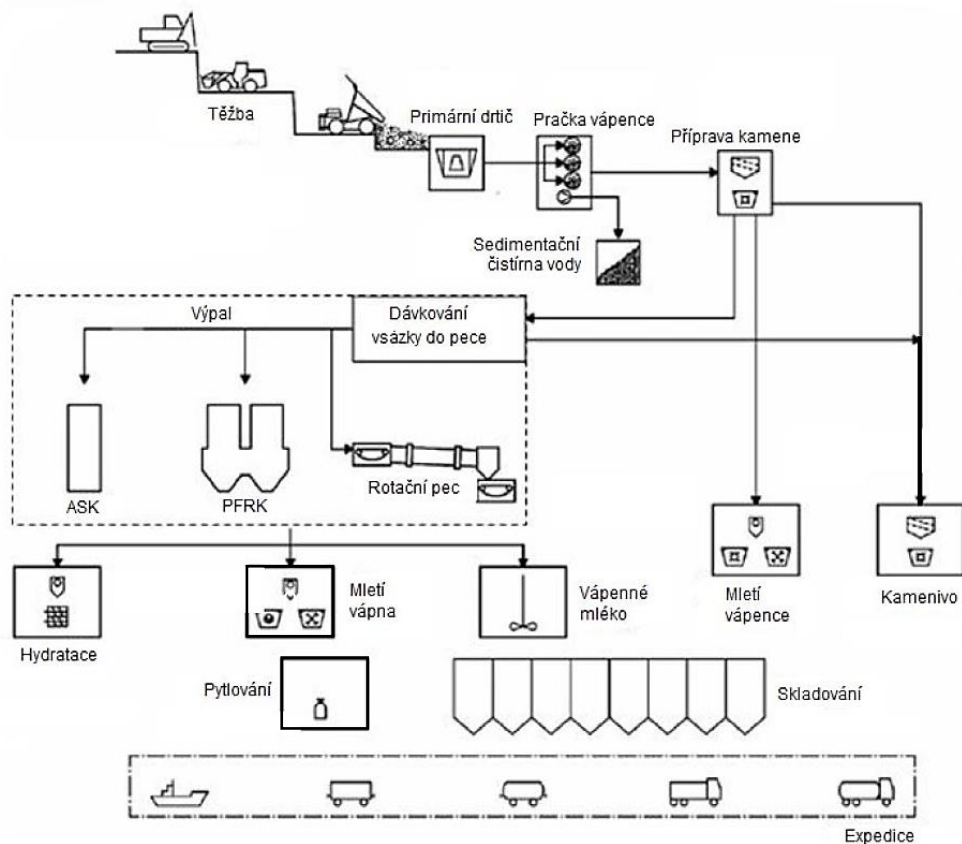 Těžba
Primární drtič
Pračka vápence
Příprava kamene
Sedimentační
čistírna vody
Výpal
Dávkování
vsázky do pece
ASK
PFRK
Rotační pec
Hydratace
Mletí
vápna
Vápenné
mléko
Mletí
vápence
Kamenivo
Pytlování
Skladování
Expedice